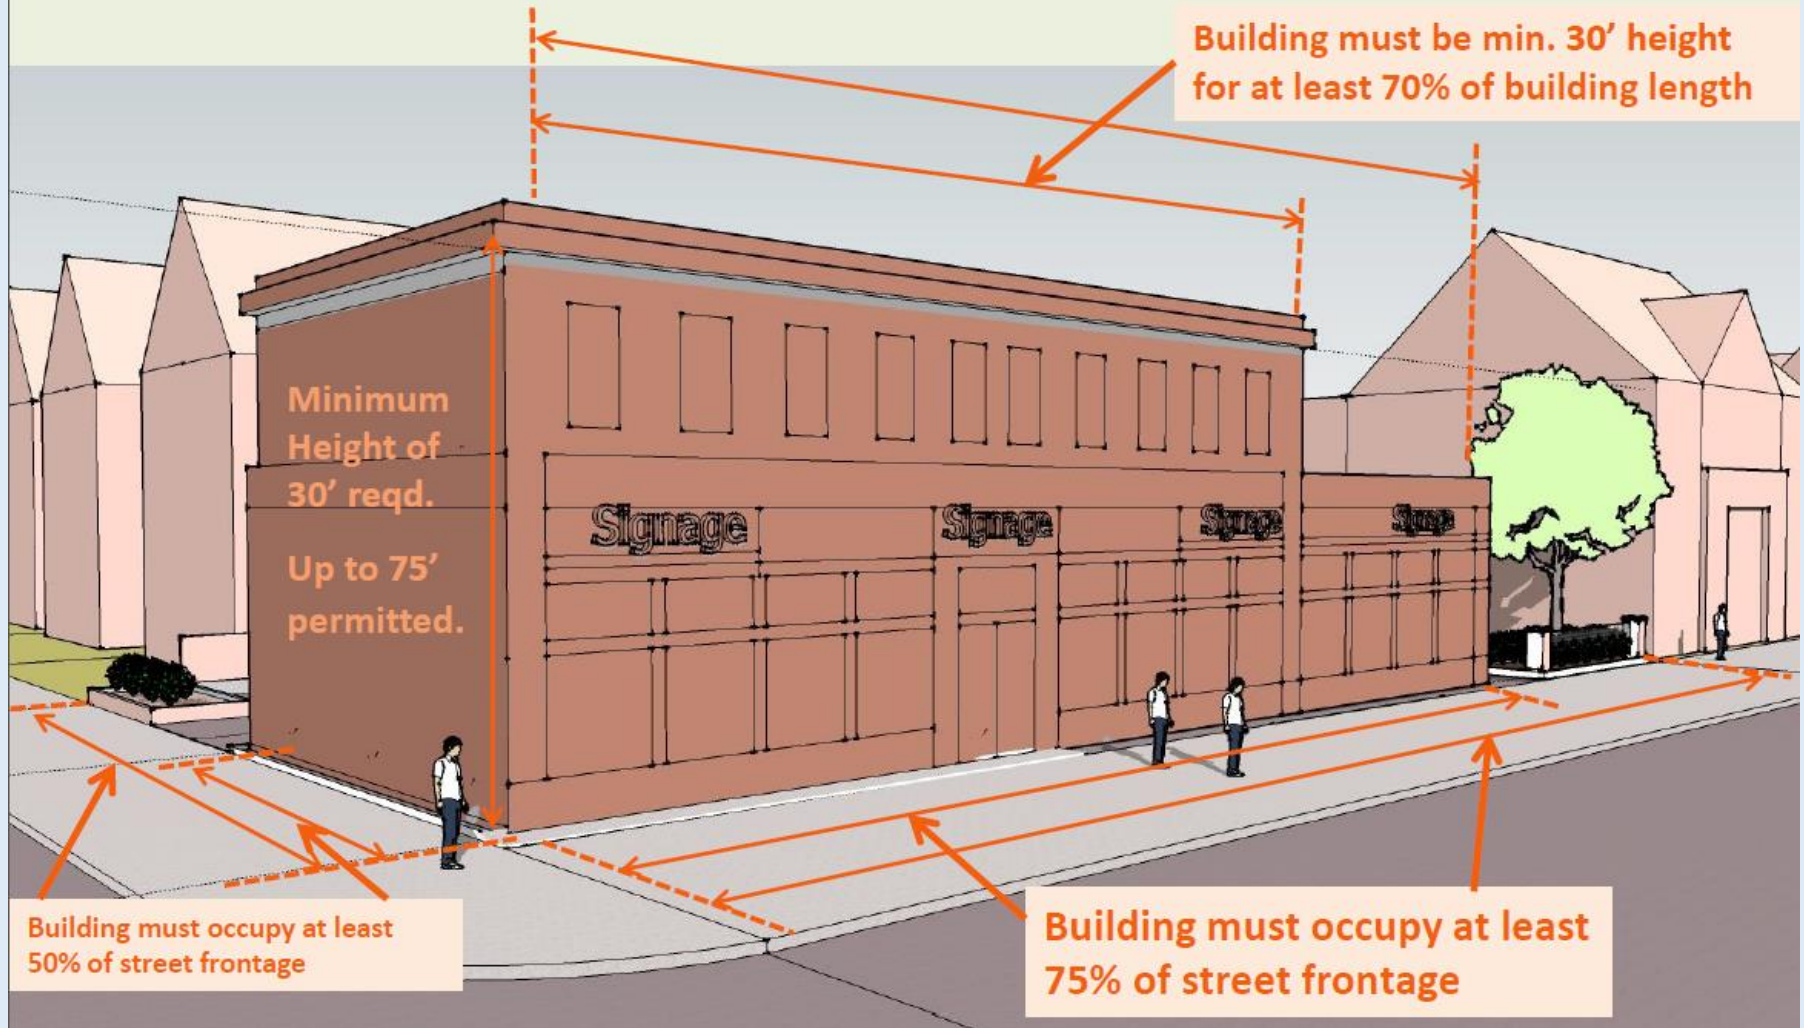 Building must be min. 30’ height
for at least 70% of building length
Minimum
Height of
30’ reqd.
Up to 75’
permitted.
Signage
Signage
Signage
Signage
Building must occupy at least
50% of street frontage
Building must occupy at least
75% of street frontage